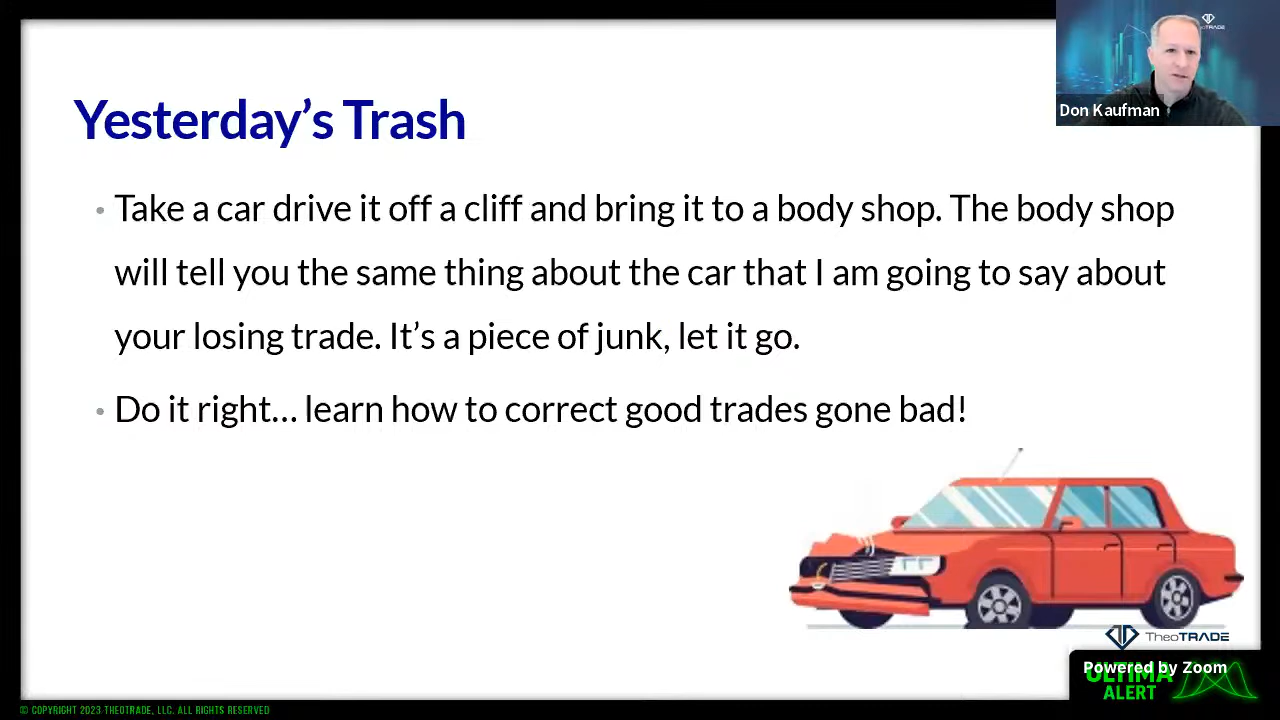 Don Kaufman
Yesterday’s Trash
• Take a car drive it off a cliff and bring it to a body shop. The body shop
will tell you the same thing about the car that I am going to say about
your losing trade. It’s a piece of junk, let it go.
• Do it right… learn how to correct good trades gone bad!
TheoTRADE
Powered by Zoom
ULTIMA
ALERT
© COPYRIGHT 2023 THEOTRADE, LLC. ALL RIGHTS RESERVED